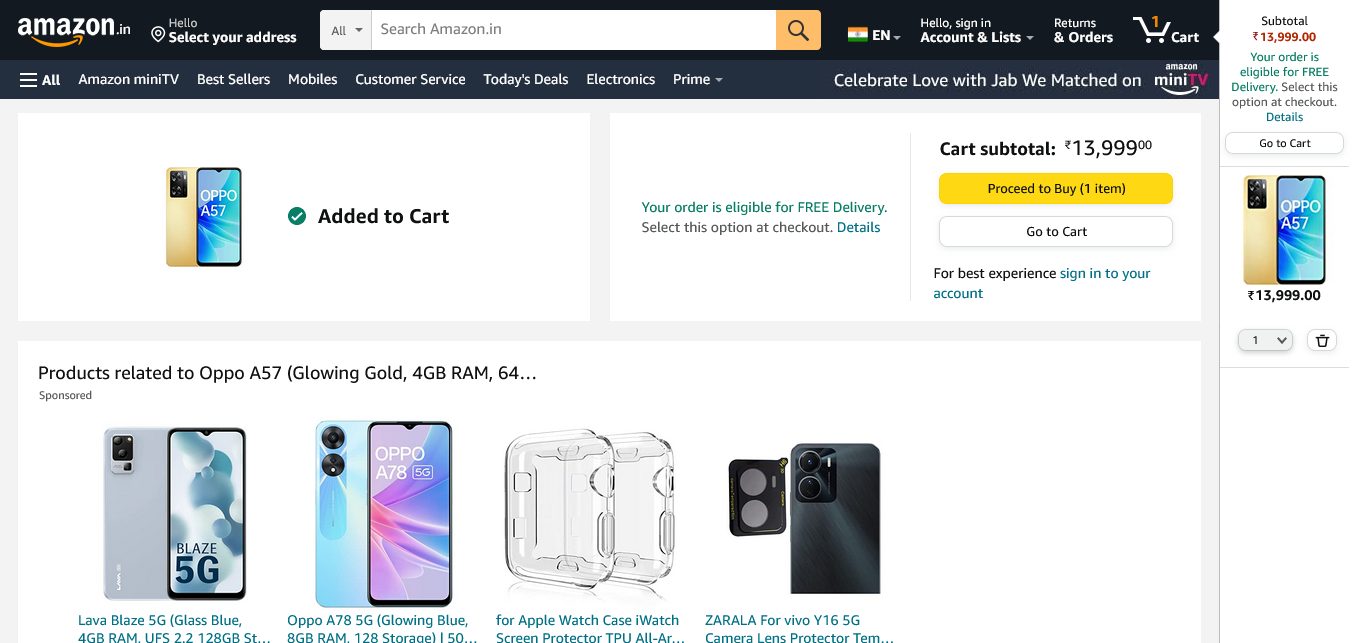 amazon.in
Hello
Select your address
All
Search Amazon.in
EN
Hello, sign in
Account & Lists
Returns
& Orders
1
Cart
All
Amazon miniTV
Best Sellers
Mobiles
Customer Service
Today's Deals
Electronics
Prime
Celebrate Love with Jab We Matched on
amazon
miniTV
Subtotal
₹13,999.00
Your order is
eligible for FREE
Delivery. Select this
option at checkout.
Details
Go to Cart
OPPO
A57
₹13,999.00
1
OPPO
A57
Added to Cart
Your order is eligible for FREE Delivery.
Select this option at checkout. Details
Cart subtotal: ₹13,99900
Proceed to Buy (1 item)
Go to Cart
For best experience sign in to your
account
Products related to Oppo A57 (Glowing Gold, 4GB RAM, 64…
Sponsored
LAVA
BLAZE
5G
OPPO
A78 5G
Lava Blaze 5G (Glass Blue,
4GB RAM, UFS 2.2 128GB St…
Oppo A78 5G (Glowing Blue,
8GB RAM, 128 Storage) | 50…
for Apple Watch Case iWatch
Screen Protector TPU All-Ar…
ZARALA For vivo Y16 5G
Camera Lens Protector Tem…